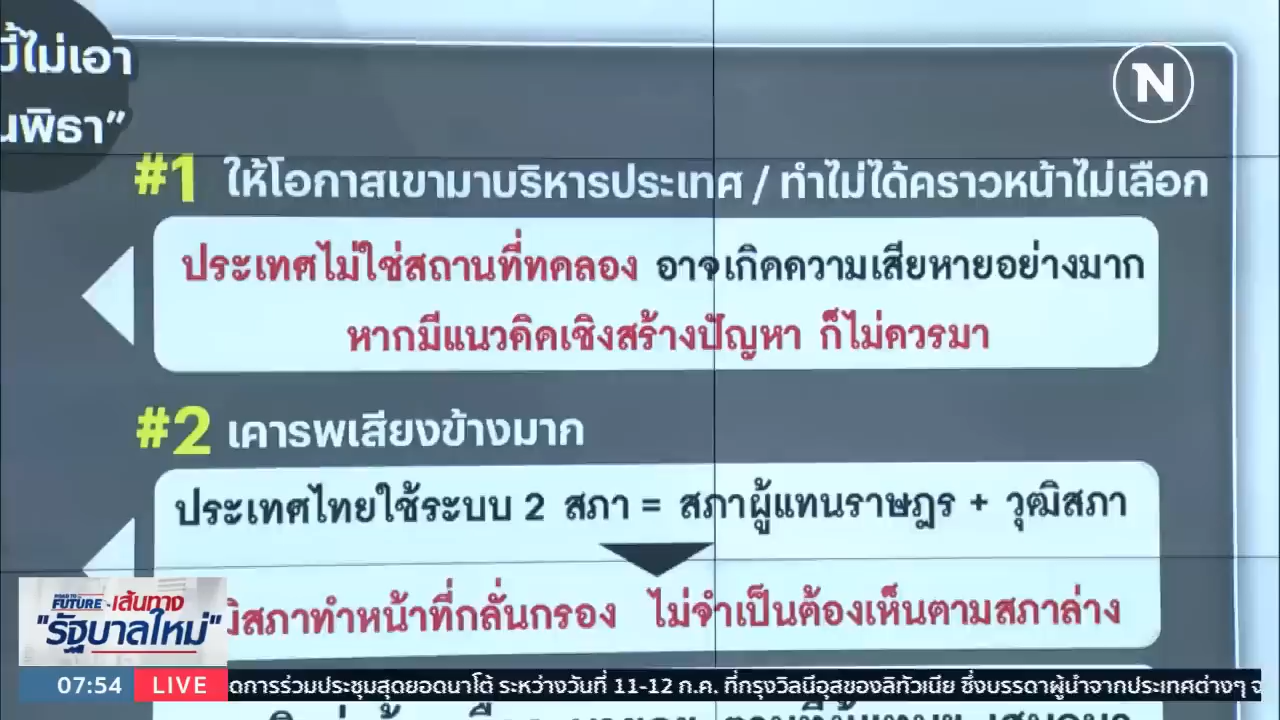 ไม่เอา
พิธา"
N
#1 ให้โอกาสเขามาบริหารประเทศ / ทำไม่ได้คราวหน้าไม่เลือก
ประเทศไม่ใช่สถานที่ทดลอง อาจเกิดความเสียหายอย่างมาก
หากมีแนวคิดเชิงสร้างปัญหา ก็ไม่ควรมา
#2 เคารพเสียงข้างมาก
ประเทศไทยใช้ระบบ 2 สภา = สภาผู้แทนราษฎร + วุฒิสภา
สภาทำหน้าที่กลั่นกรอง ไม่จำเป็นต้องเห็นตามสภาล่าง
FUTURE เส้นทาง
"รัฐบาลใหม่"
07:54 LIVE การร่วมประชุมสุดยอดนาโต้ ระหว่างวันที่ 11-12 ก.ค. ที่กรุงวิลนีอุสของลิทัวเนีย ซึ่งบรรดาผู้นำจากประเทศต่างๆ